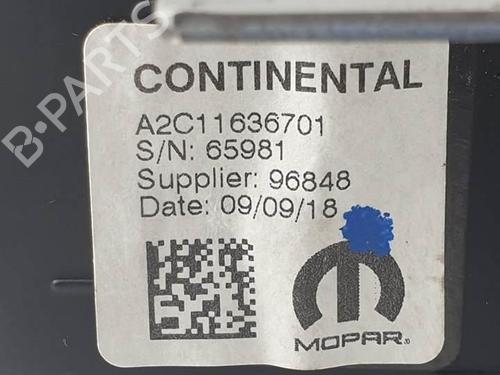 CONTINENTAL
A2C11636701
S/N: 65981
Supplier: 96848
Date: 09/09/18
MOPAR®
B-PARTS